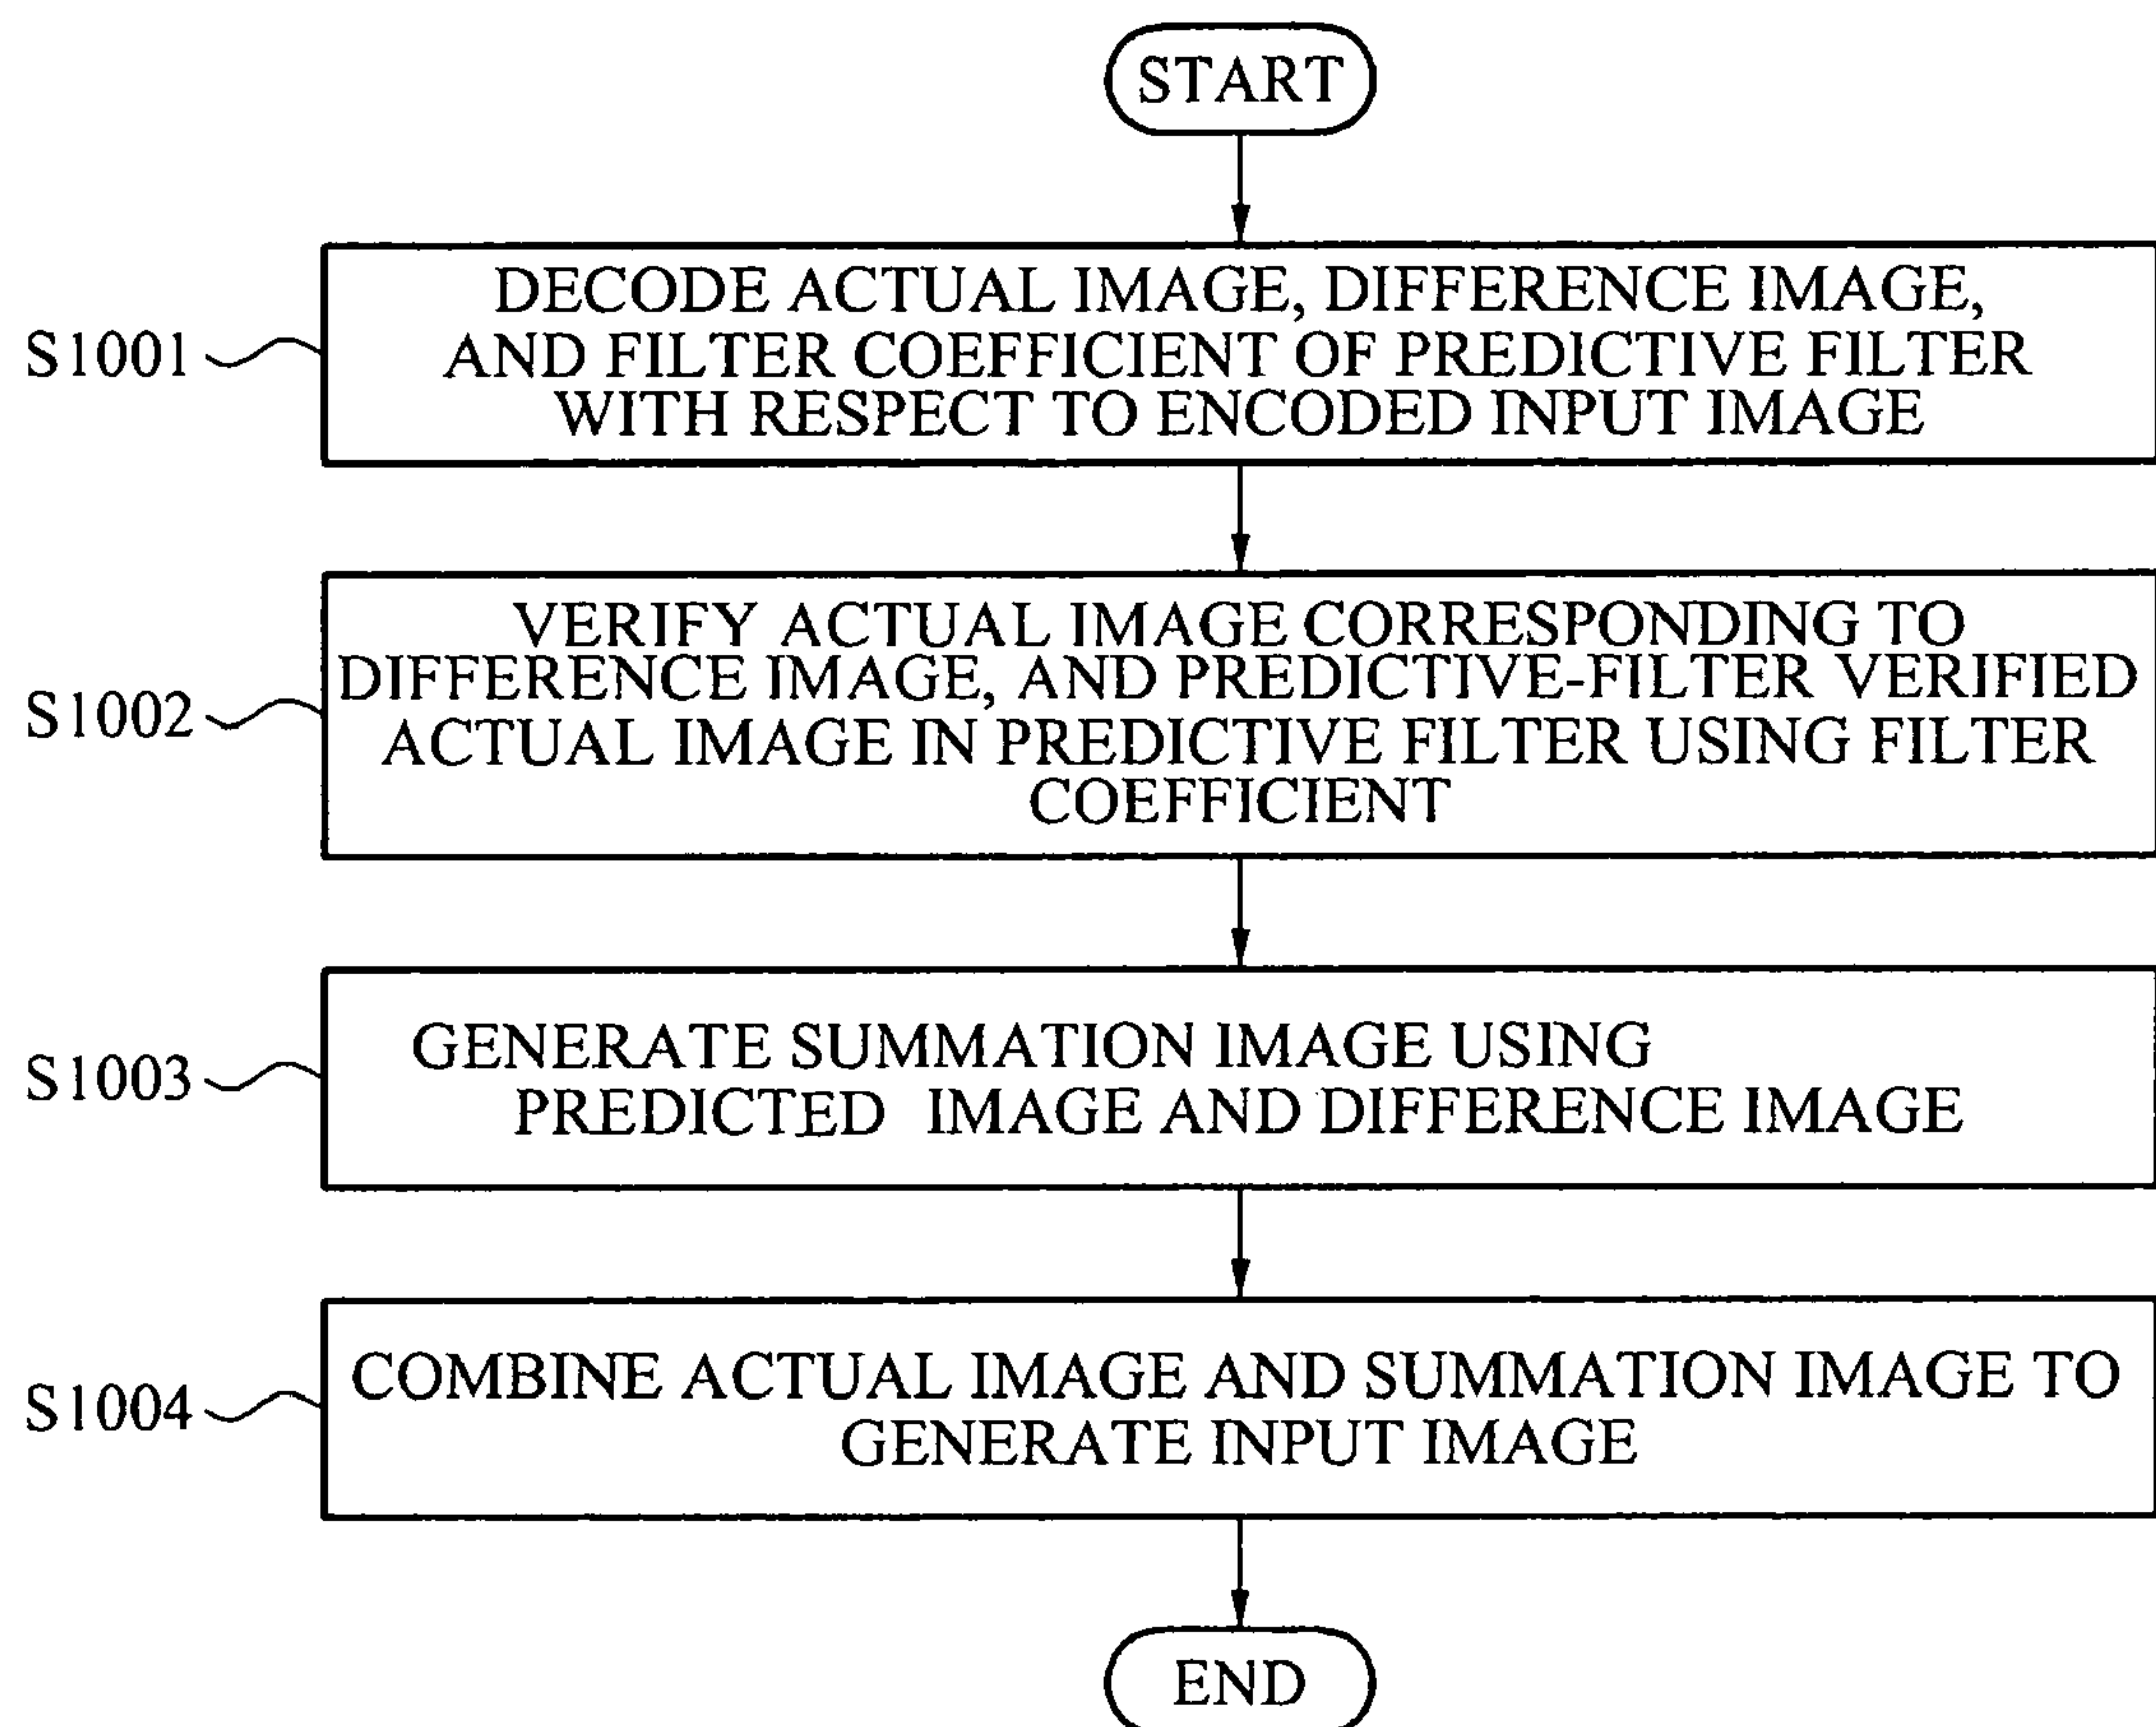 START
S1001
DECODE ACTUAL IMAGE, DIFFERENCE IMAGE,
AND FILTER COEFFICIENT OF PREDICTIVE FILTER
WITH RESPECT TO ENCODED INPUT IMAGE
S1002
VERIFY ACTUAL IMAGE CORRESPONDING TO
DIFFERENCE IMAGE, AND PREDICTIVE-FILTER VERIFIED
ACTUAL IMAGE IN PREDICTIVE FILTER USING FILTER
COEFFICIENT
S1003
GENERATE SUMMATION IMAGE USING
PREDICTED IMAGE AND DIFFERENCE IMAGE
S1004
COMBINE ACTUAL IMAGE AND SUMMATION IMAGE TO
GENERATE INPUT IMAGE
END